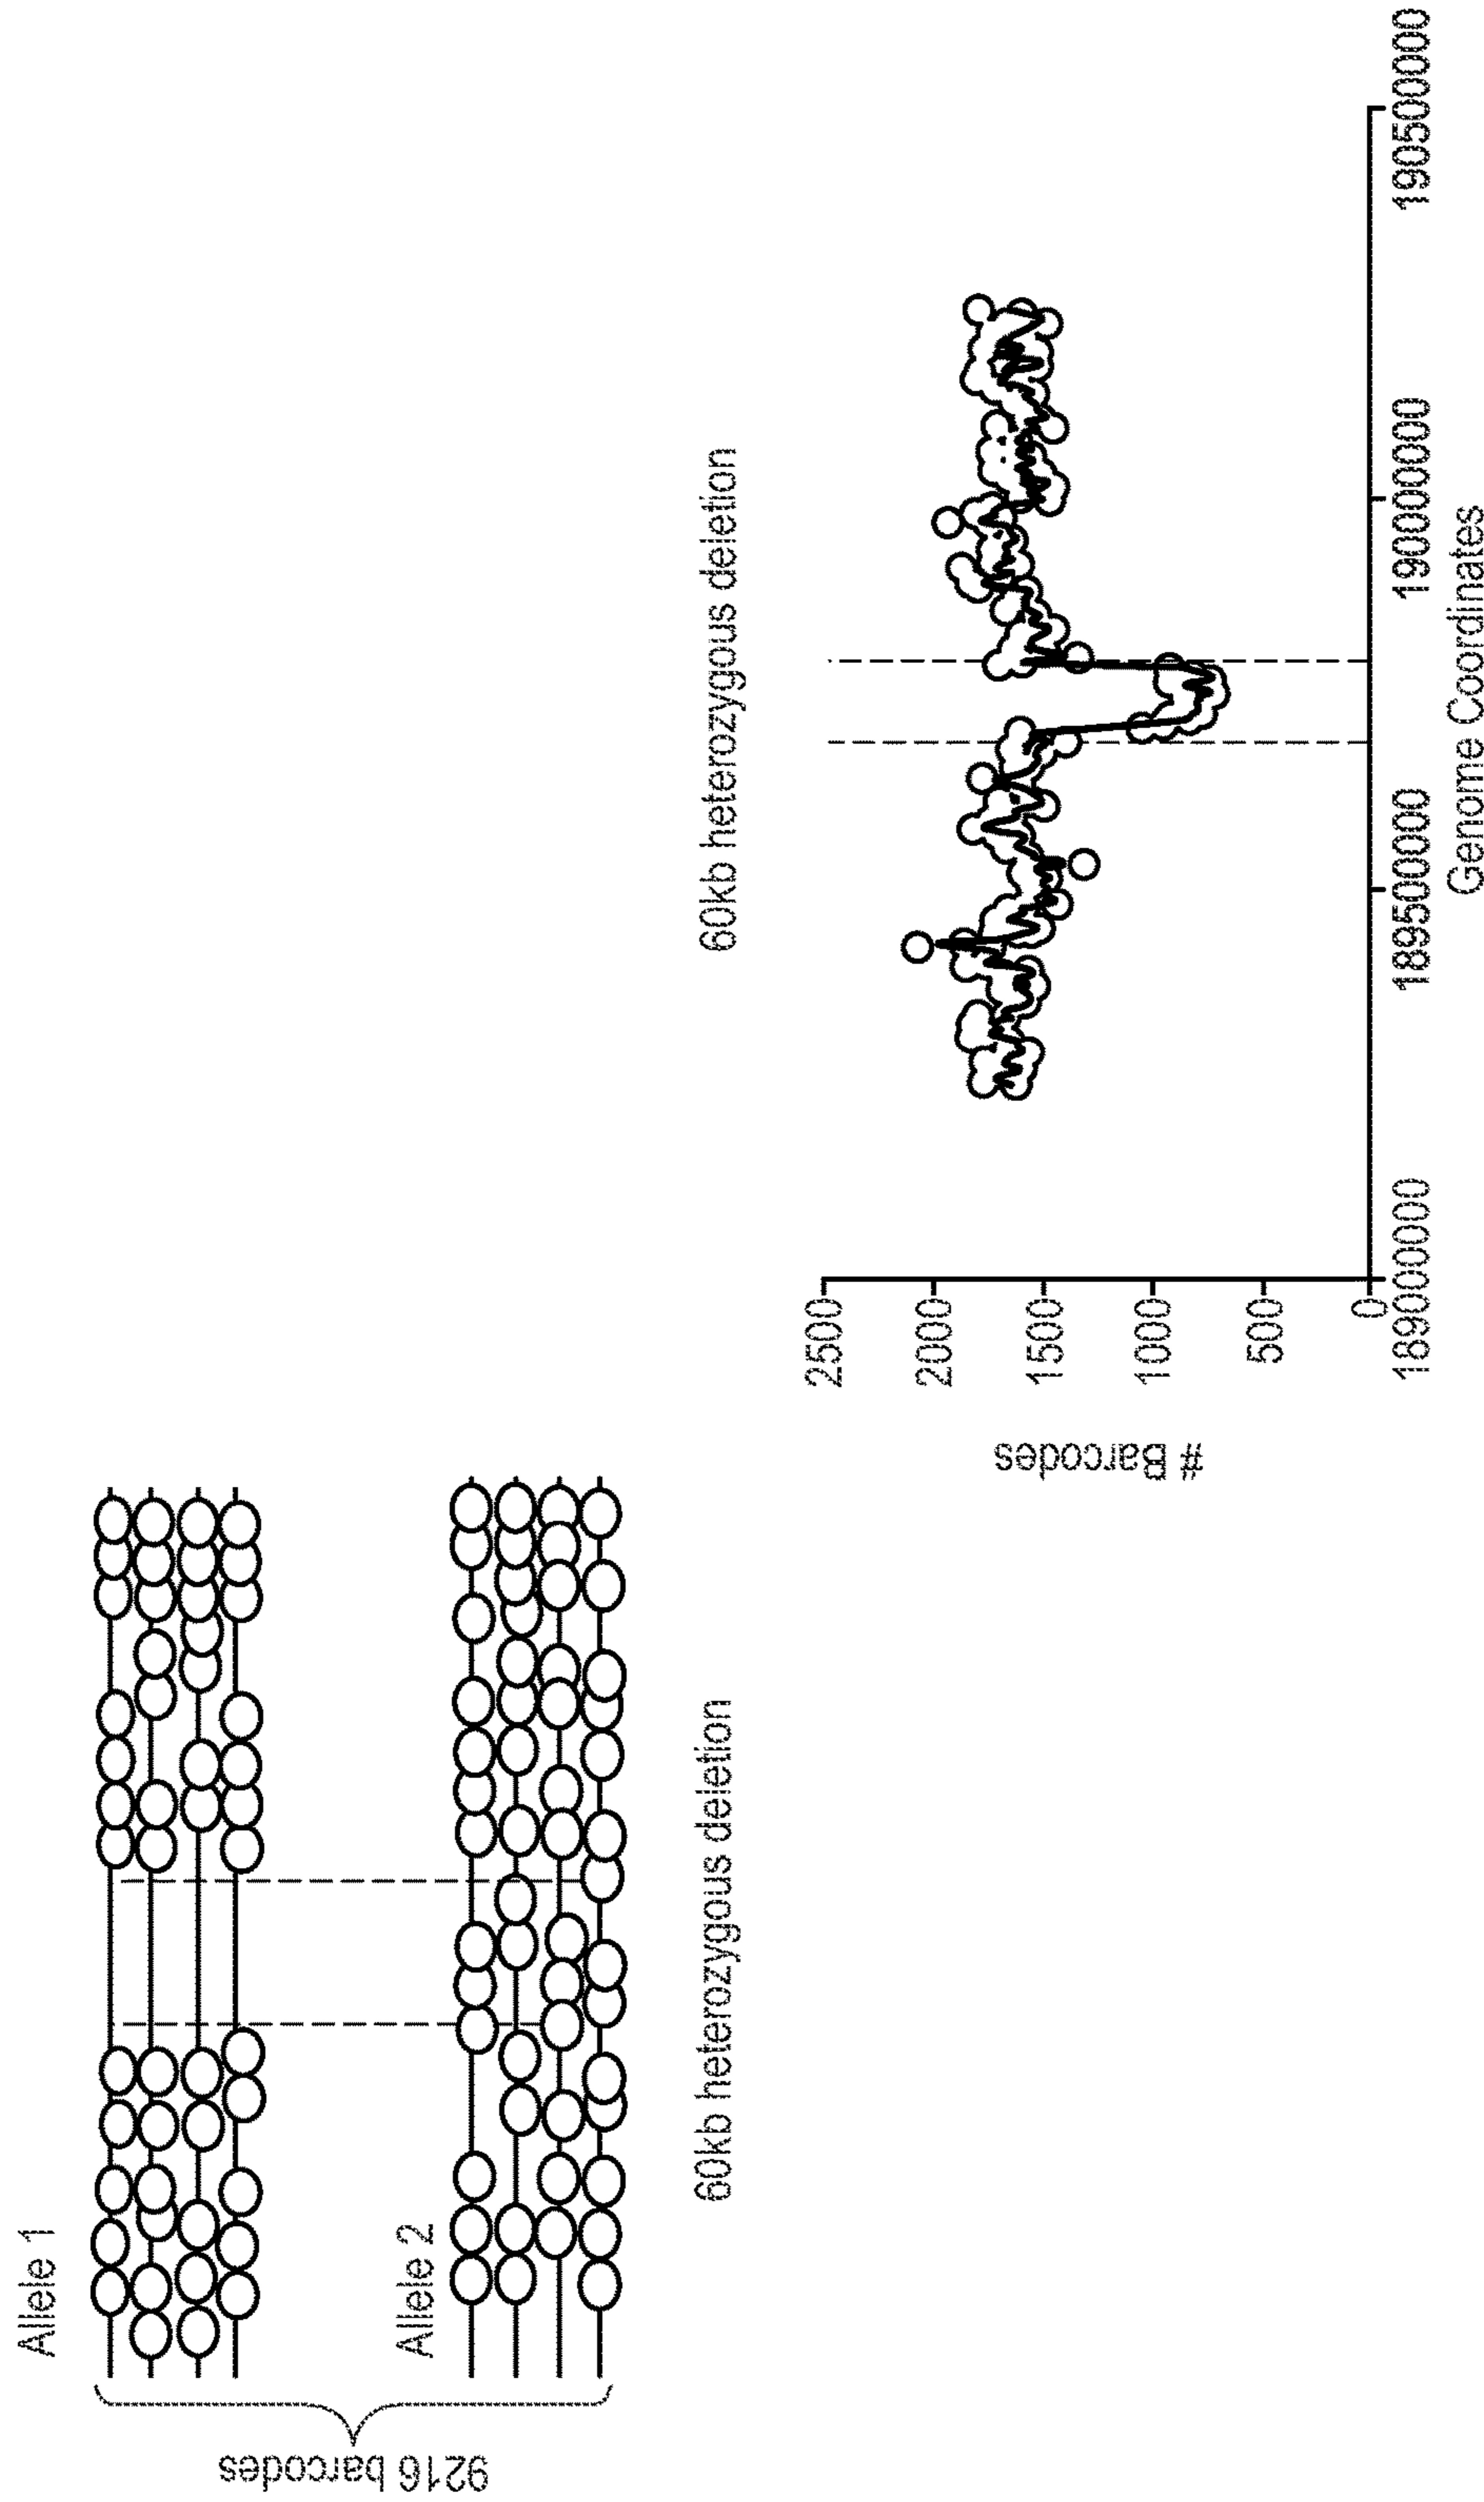 Allele 1
Allele 2
9216 barcodes
60kb heterozygous deletion
60kb heterozygous deletion
# Barcodes
2500
2000
1500
1000
500
0
189000000
189500000
190000000
190500000
Genome Coordinates